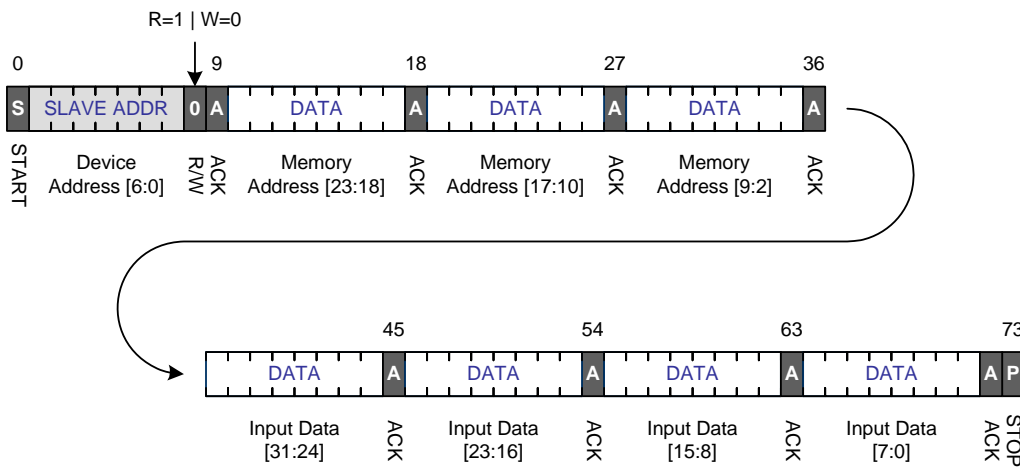 R=1 | W=0
0 9 18 27 36
S SLAVE ADDR 0 A DATA A DATA A DATA A
START
Device
Address [6:0]
R/W
ACK
Memory
Address [23:18]
ACK
Memory
Address [17:10]
ACK
Memory
Address [9:2]
ACK
45 54 63 73
DATA A DATA A DATA A DATA A P
Input Data
[31:24]
ACK
Input Data
[23:16]
ACK
Input Data
[15:8]
ACK
Input Data
[7:0]
ACK
STOP